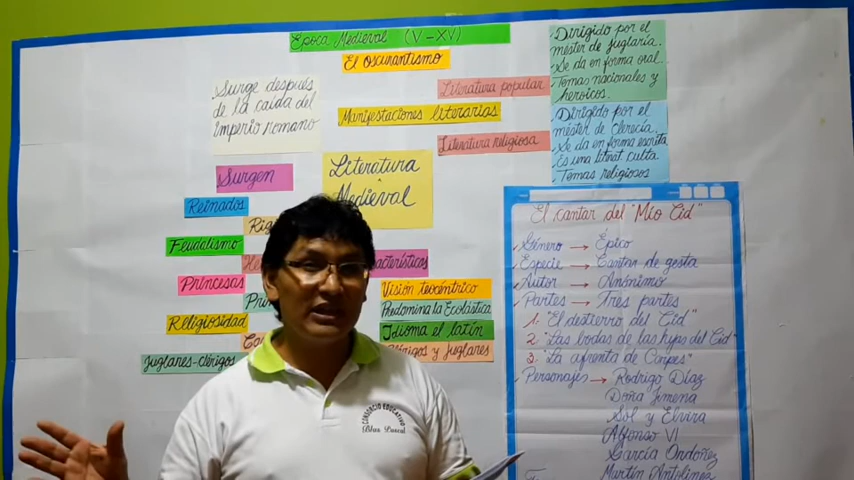 Época Medieval (V-XV)
El oscurantismo
Surge después
de la caída del
imperio romano
Manifestaciones literarias
Literatura popular
Literatura religiosa
Dirigido por el
méster de juglaría.
Se da en forma oral.
Temas nacionales y
heroicos.
Dirigido por el
méster de clerecía.
Se da en forma escrita
Es una literat. culta
Temas religiosos
Literatura
Medieval
Surgen
Reinados
Feudalismo
Princesas
Religiosidad
Juglares-clérigos
Visión teocéntrico
Predomina la Escolástica
Idioma el latín
y Juglares
El cantar del "Mío Cid"
Género → Épico
Especie → Cantar de gesta
Autor → Anónimo
Partes → Tres partes
1. "El destierro del Cid"
2. "Las bodas de las hijas del Cid"
3. "La afrenta de Corpes"
Personajes → Rodrigo Díaz
Doña Jimena
Sol y Elvira
Alfonso VI
García Ordóñez
Martín Antolínez
CONSORCIO EDUCATIVO
Blas Pascal